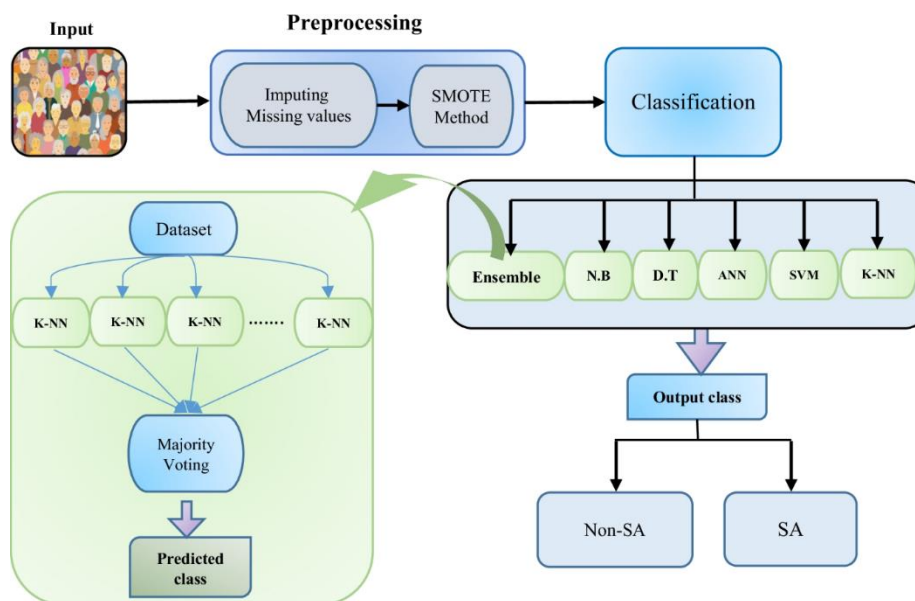 Input
Preprocessing
Imputing
Missing values
SMOTE
Method
Classification
Dataset
K-NN
K-NN
K-NN
.......
K-NN
Majority
Voting
Predicted
class
Ensemble
N.B
D.T
ANN
SVM
K-NN
Output class
Non-SA
SA